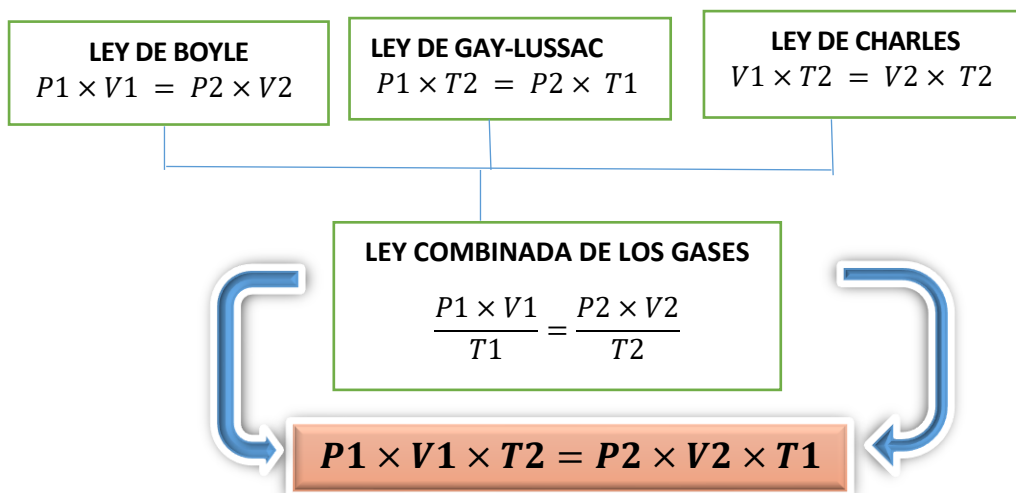 LEY DE BOYLE
P1 × V1 = P2 × V2
LEY DE GAY-LUSSAC
P1 × T2 = P2 × T1
LEY DE CHARLES
V1 × T2 = V2 × T2
LEY COMBINADA DE LOS GASES
P1 × V1 / T1 = P2 × V2 / T2
P1 × V1 × T2 = P2 × V2 × T1